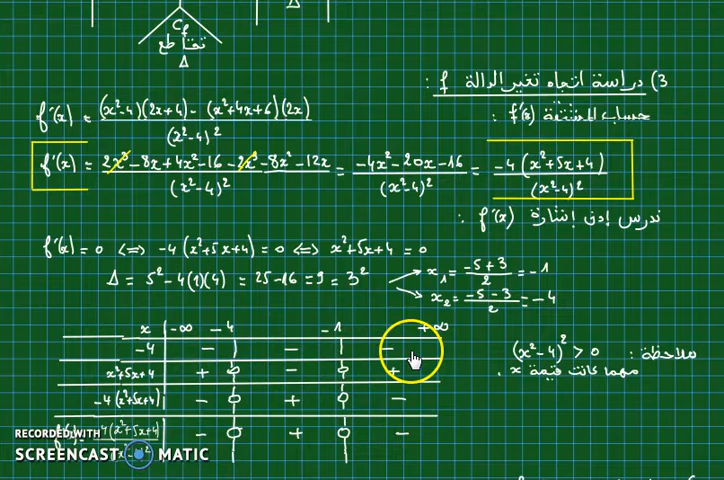 Cf
تقاطع
Δ
Δ
3) دراسة اتجاه تغير الدالة f :
حساب المشتقة f'(x) :
f'(x) = (x²-4)(2x+4) - (x²+4x+6)(2x) / (x²-4)²
f'(x) = 2x³ - 8x + 4x² - 16 - 2x³ - 8x² - 12x / (x²-4)² = -4x² - 20x - 16 / (x²-4)² = -4(x²+5x+4) / (x²-4)²
ندرس إذن إشارة f'(x) :
f'(x) = 0 ⟺ -4(x²+5x+4) = 0 ⟺ x²+5x+4 = 0
Δ = 5² - 4(1)(4) = 25 - 16 = 9 = 3²
x₁ = -5+3 / 2 = -1
x₂ = -5-3 / 2 = -4
x -∞ -4 -1 +∞
-4 - - -
x²+5x+4 + 0 - 0 +
-4(x²+5x+4) - 0 + 0 -
4(x²+5x+4) - 0 + 0 -
ملاحظة : (x²-4)² > 0
مهما كانت قيمة x .
RECORDED WITH
SCREENCAST MATIC